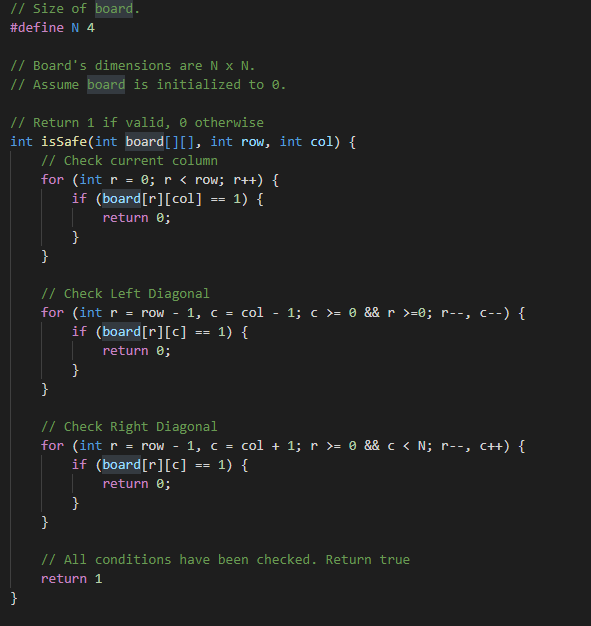 // Size of board.
#define N 4
// Board's dimensions are N x N.
// Assume board is initialized to 0.
// Return 1 if valid, 0 otherwise
int isSafe(int board[][], int row, int col) {
// Check current column
for (int r = 0; r < row; r++) {
if (board[r][col] == 1) {
return 0;
}
}
// Check Left Diagonal
for (int r = row - 1, c = col - 1; c >= 0 && r >=0; r--, c--) {
if (board[r][c] == 1) {
return 0;
}
}
// Check Right Diagonal
for (int r = row - 1, c = col + 1; r >= 0 && c < N; r--, c++) {
if (board[r][c] == 1) {
return 0;
}
}
// All conditions have been checked. Return true
return 1
}